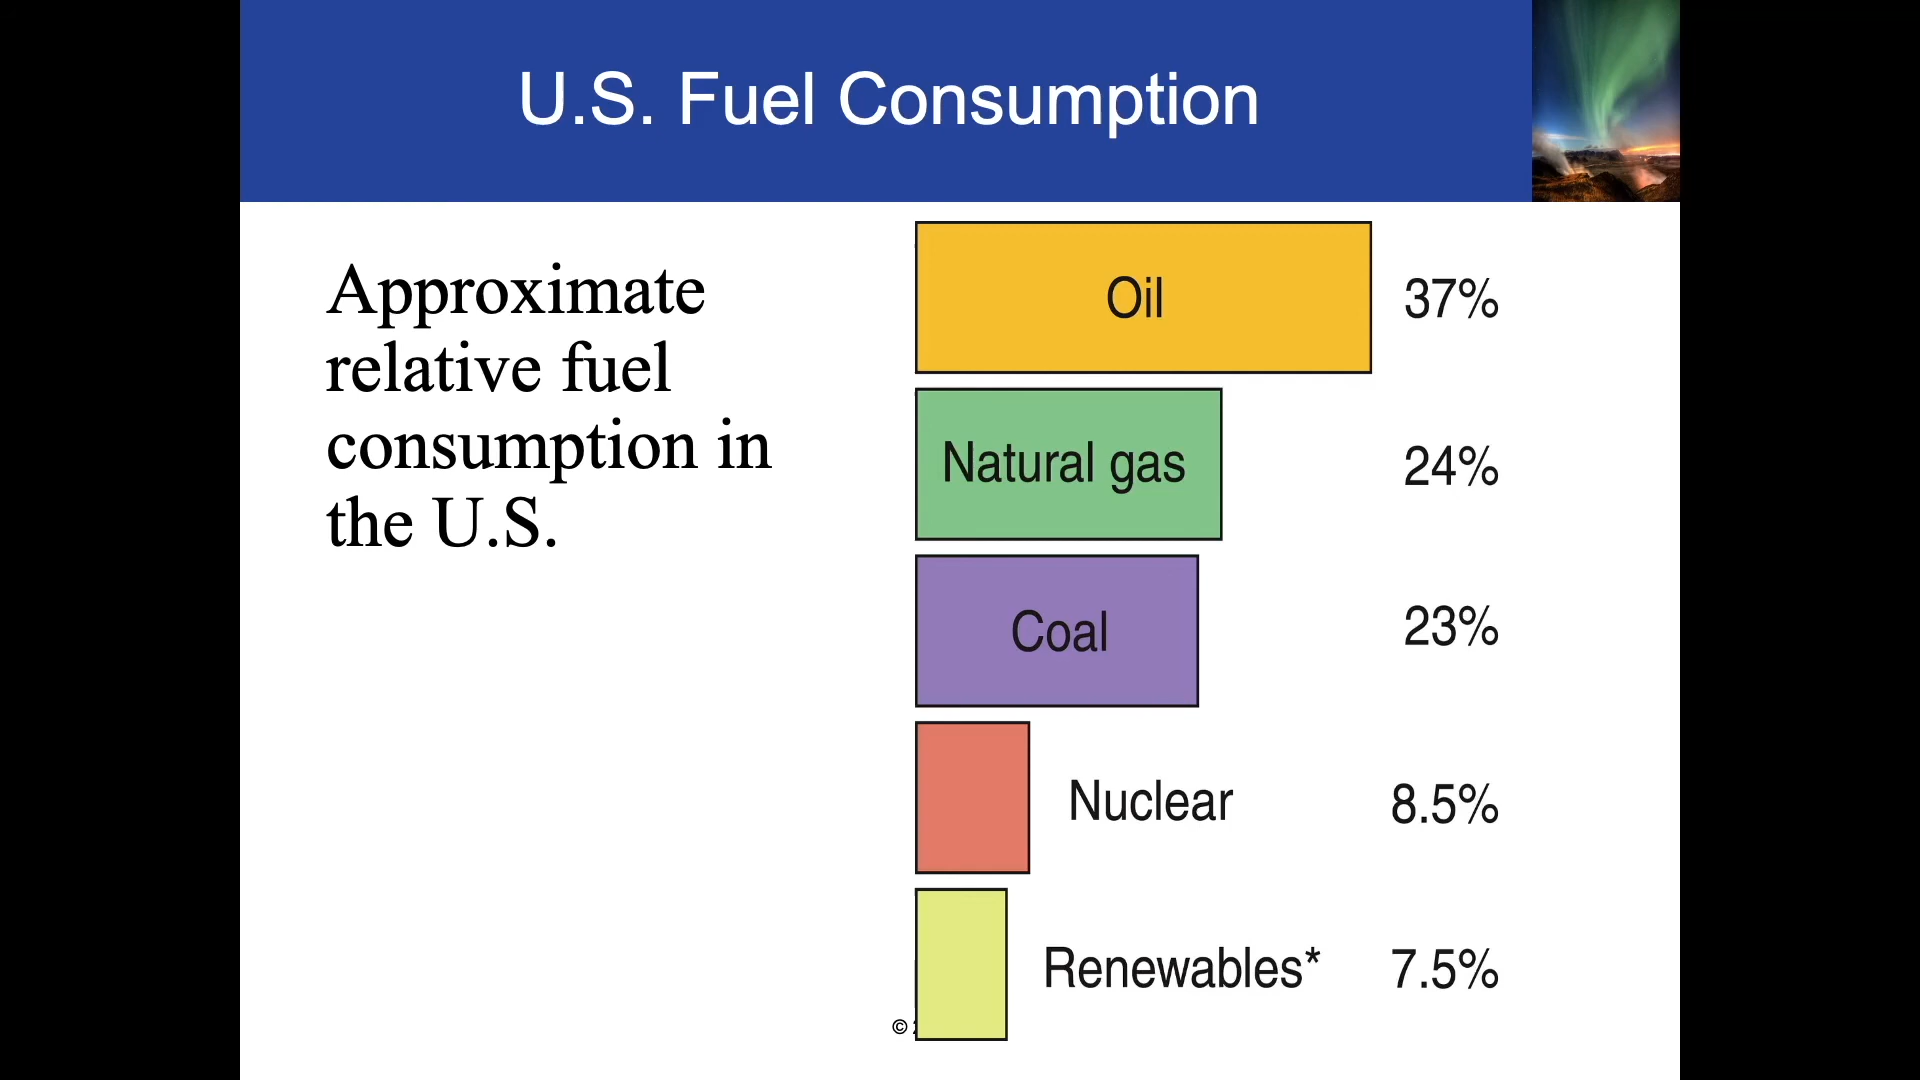 U.S. Fuel Consumption
Approximate
relative fuel
consumption in
the U.S.
Oil 37%
Natural gas 24%
Coal 23%
Nuclear 8.5%
Renewables* 7.5%
©